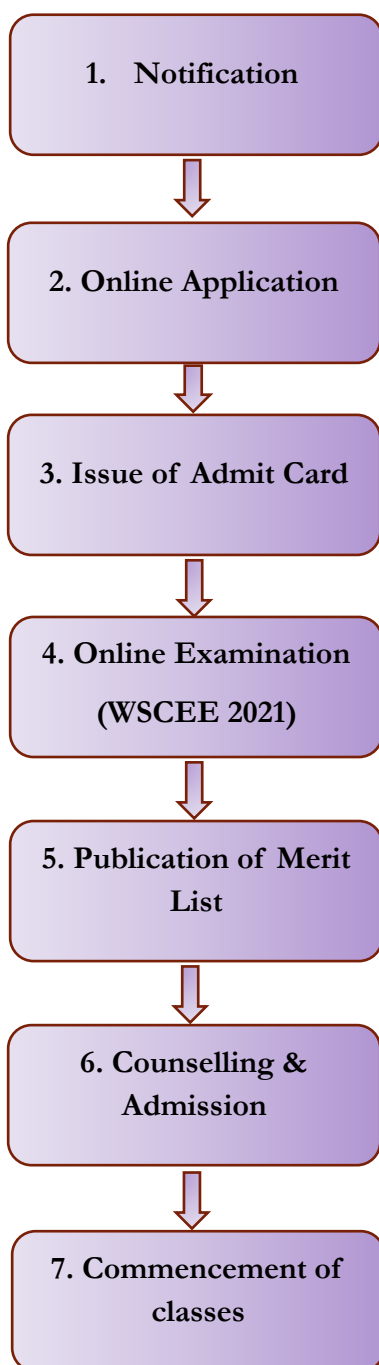 1. Notification
2. Online Application
3. Issue of Admit Card
4. Online Examination
(WSCEE 2021)
5. Publication of Merit
List
6. Counselling &
Admission
7. Commencement of
classes